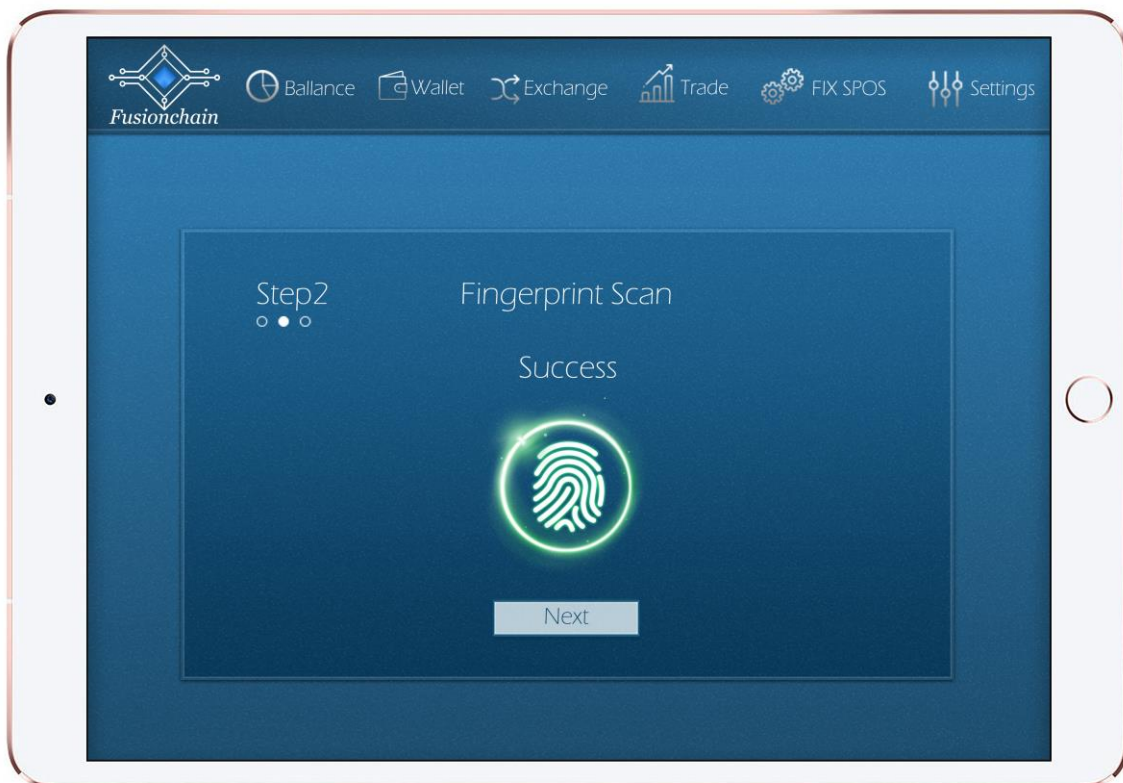 Fusionchain
Ballance Wallet Exchange Trade FIX SPOS Settings
Step2 Fingerprint Scan
Success
Next